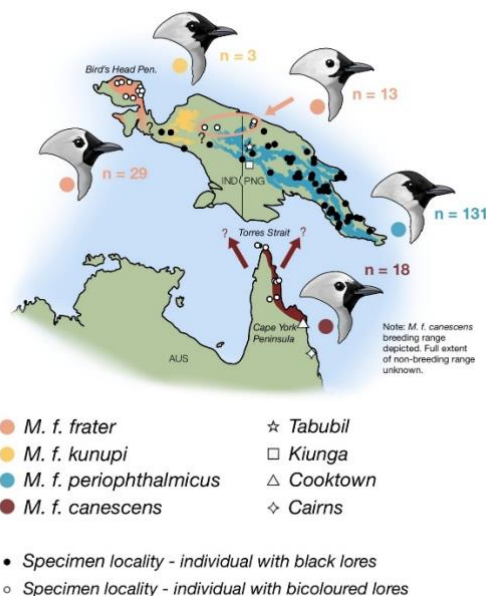 n = 3
Bird's Head Pen.
n = 13
?
?
n = 29
IND PNG
n = 131
?
Torres Strait
?
n = 18
Cape York
Peninsula
AUS
Note: M. f. canescens
breeding range
depicted. Full extent
of non-breeding range
unknown.
M. f. frater
M. f. kunupi
M. f. periophthalmicus
M. f. canescens
Tabubil
Kiunga
Cooktown
Cairns
Specimen locality - individual with black lores
Specimen locality - individual with bicoloured lores